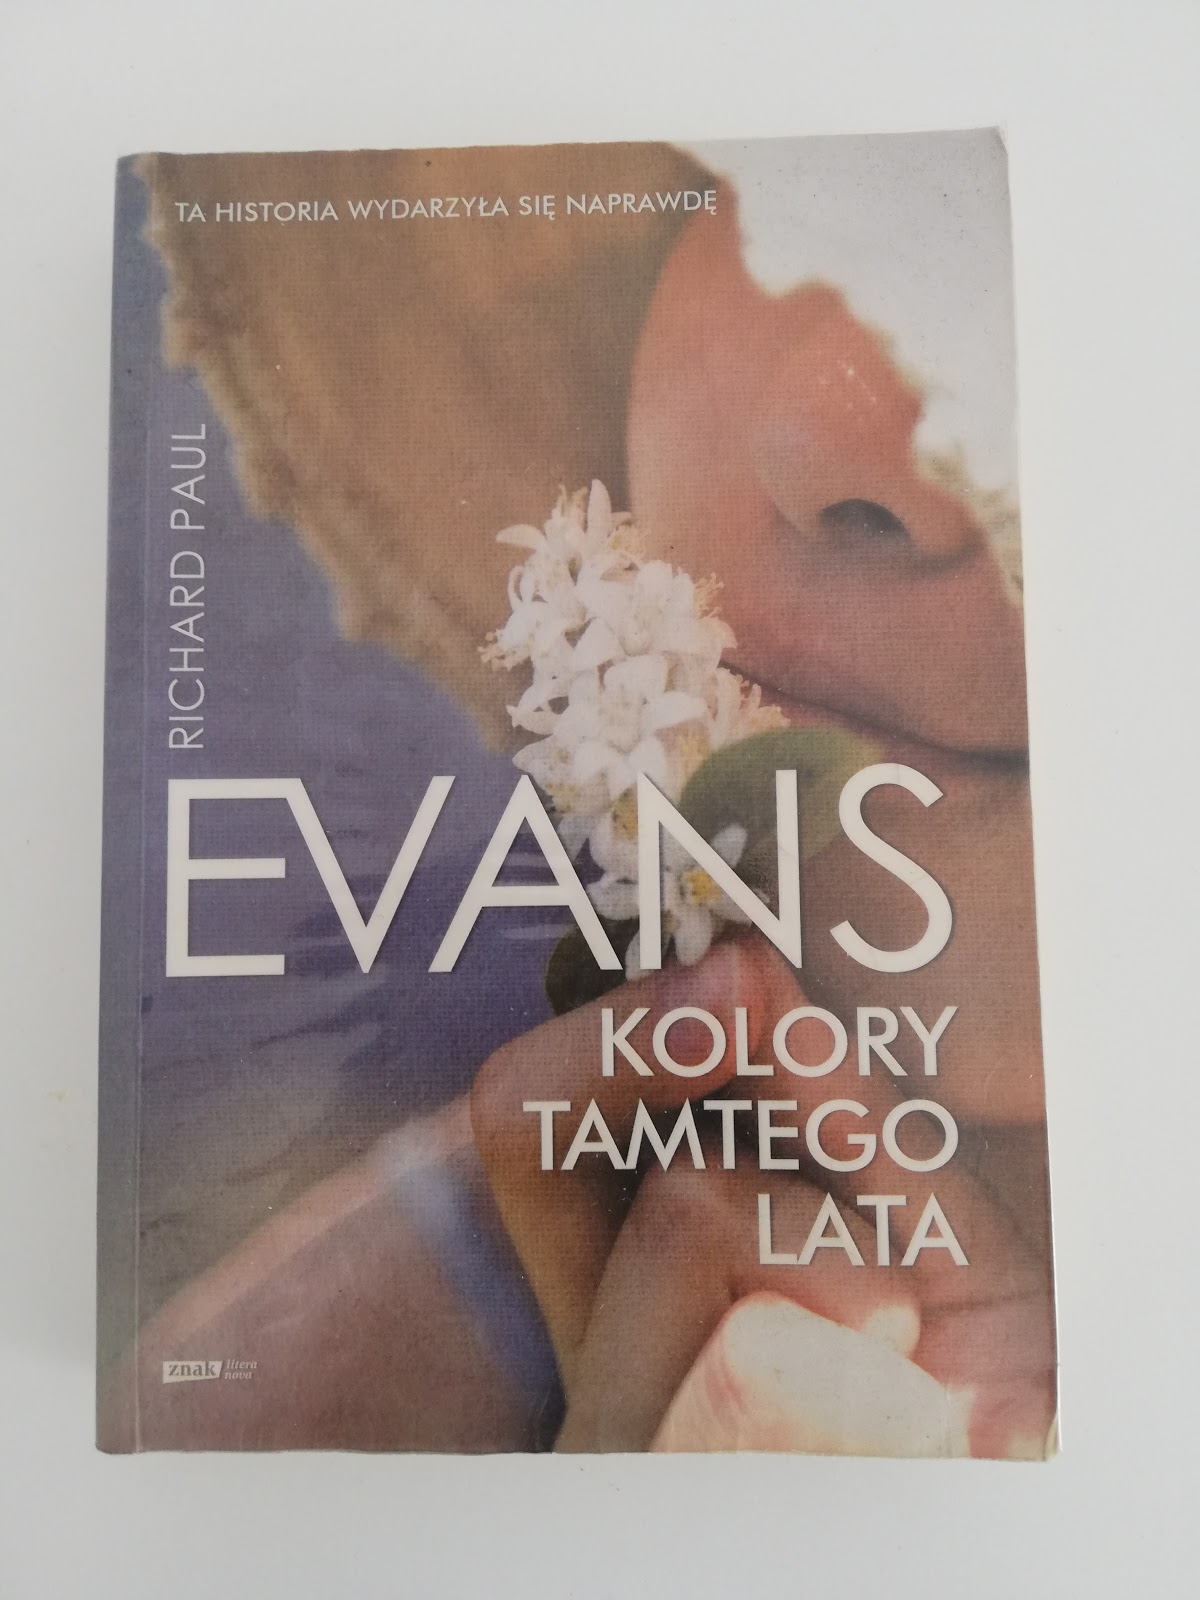 TA HISTORIA WYDARZYŁA SIĘ NAPRAWDĘ
RICHARD PAUL
EVANS
KOLORY
TAMTEGO
LATA
znak litera
nova